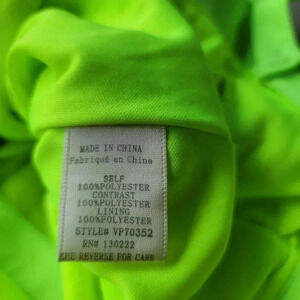 MADE IN CHINA
Fabriqué en Chine
SELF
100%POLYESTER
CONTRAST
100%POLYESTER
LINING
100%POLYESTER
STYLE# VP70352
RN# 130222
SEE REVERSE FOR CARE